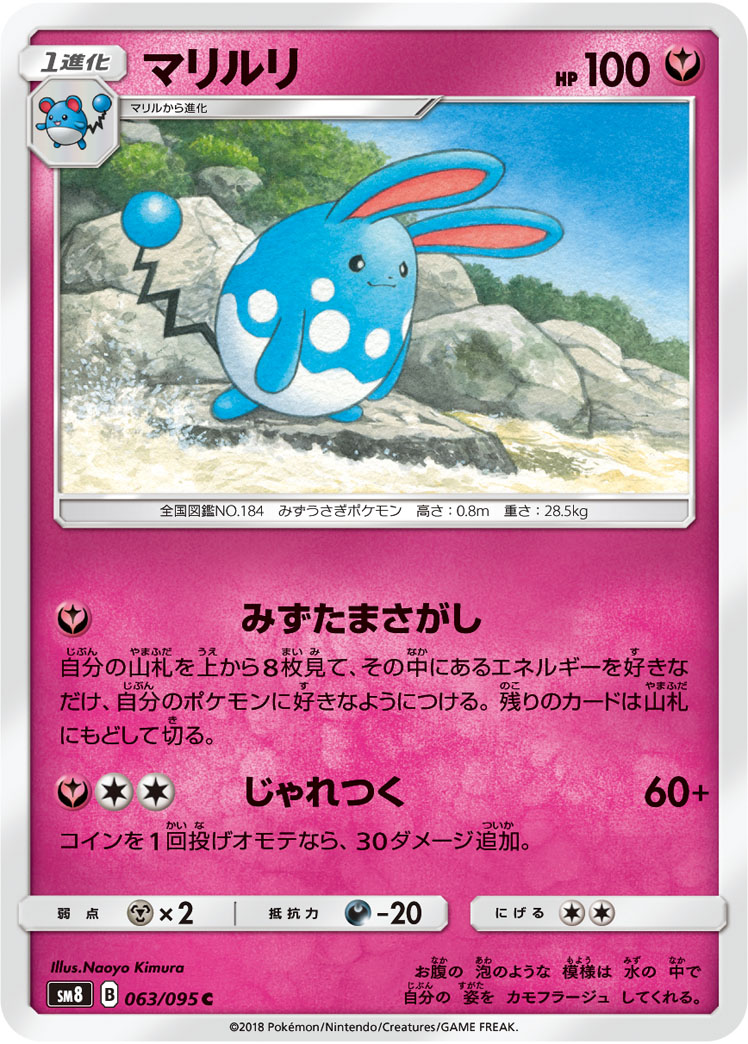 1進化
マリルリ
HP 100
マリルから進化
全国図鑑NO.184 みずうさぎポケモン 高さ:0.8m 重さ:28.5kg
みずたまさがし
自分の山札を上から8枚見て、その中にあるエネルギーを好きな
だけ、自分のポケモンに好きなようにつける。残りのカードは山札
にもどして切る。
じゃれつく 60+
コインを1回投げオモテなら、30ダメージ追加。
弱点 ×2 抵抗力 -20 にげる
Illus.Naoyo Kimura
SM8 B 063/095 C
お腹の 泡のような 模様は 水の 中で
自分の 姿を カモフラージュ してくれる。
©2018 Pokémon/Nintendo/Creatures/GAME FREAK.